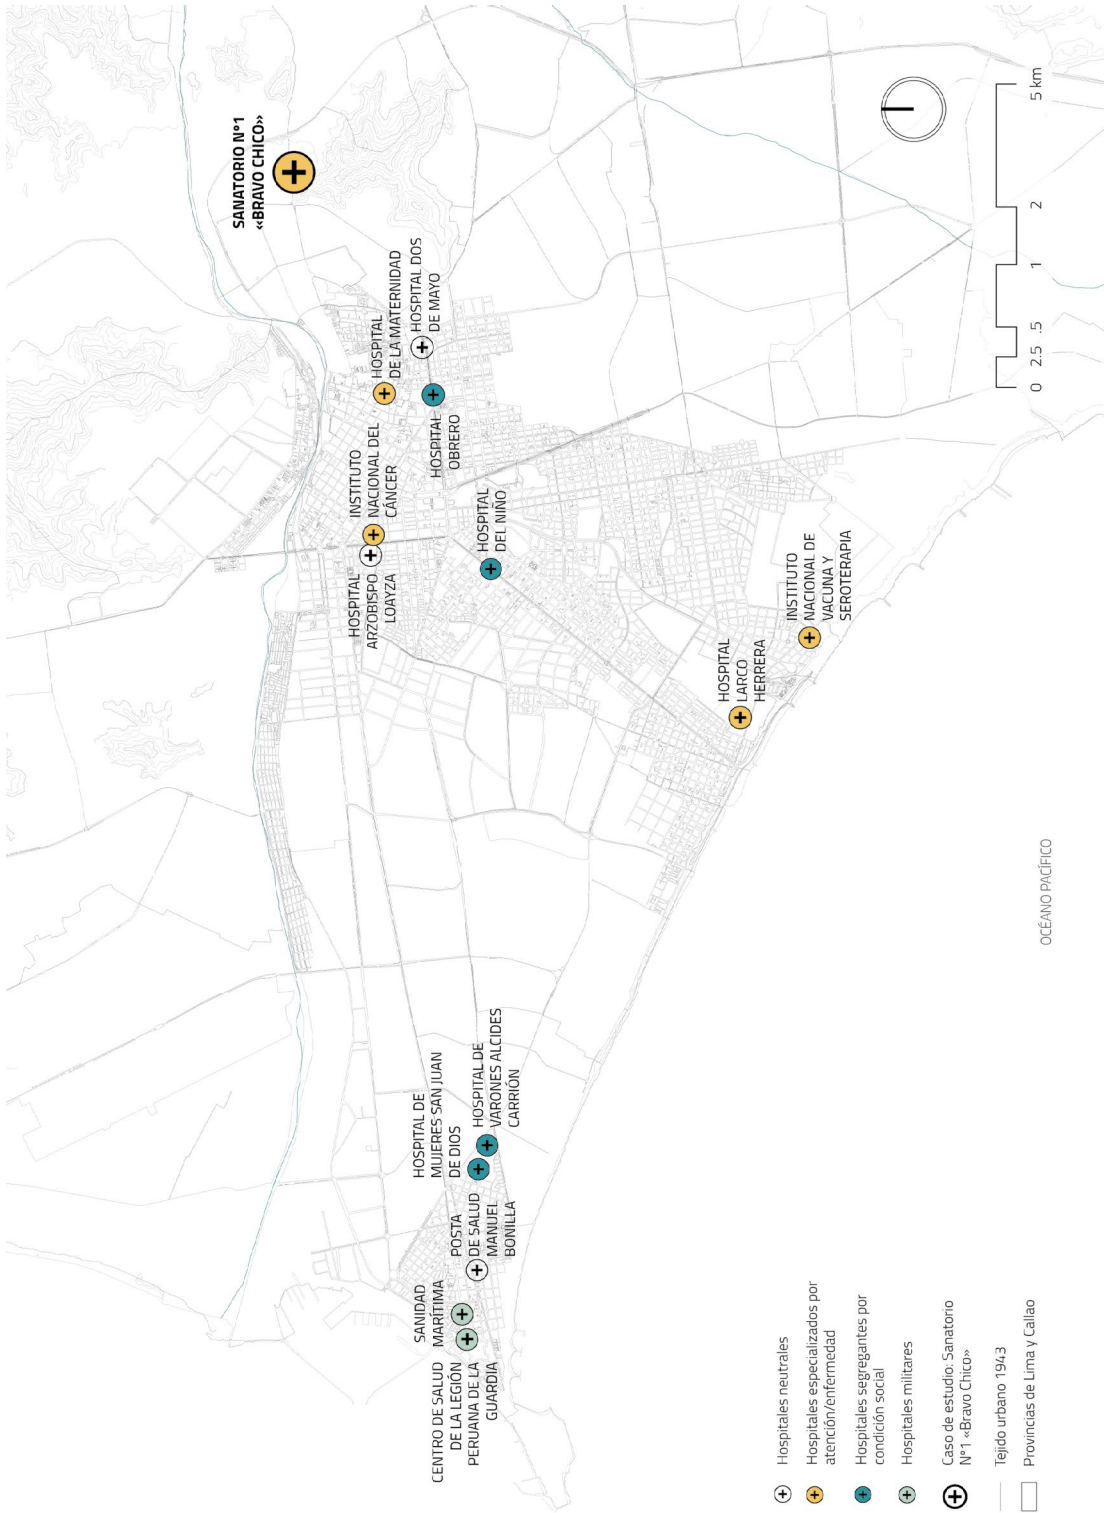 SANATORIO N°1
«BRAVO CHICO»
HOSPITAL
DE LA MATERNIDAD
HOSPITAL DOS
DE MAYO
INSTITUTO
NACIONAL DEL
CÁNCER
HOSPITAL
OBRERO
HOSPITAL
ARZOBISPO
LOAYZA
HOSPITAL
DEL NIÑO
HOSPITAL
LARCO
HERRERA
INSTITUTO
NACIONAL DE
VACUNA Y
SEROTERAPIA
HOSPITAL DE
MUJERES SAN JUAN
DE DIOS
HOSPITAL DE
VARONES ALCIDES
CARRIÓN
POSTA
DE SALUD
MANUEL
BONILLA
SANIDAD
MARÍTIMA
CENTRO DE SALUD
DE LA LEGIÓN
PERUANA DE LA
GUARDIA
OCÉANO PACÍFICO
0 2.5 .5 1 2 5 km
Hospitales neutrales
Hospitales especializados por
atención/enfermedad
Hospitales segregantes por
condición social
Hospitales militares
Caso de estudio: Sanatorio
N°1 «Bravo Chico»
Tejido urbano 1943
Provincias de Lima y Callao